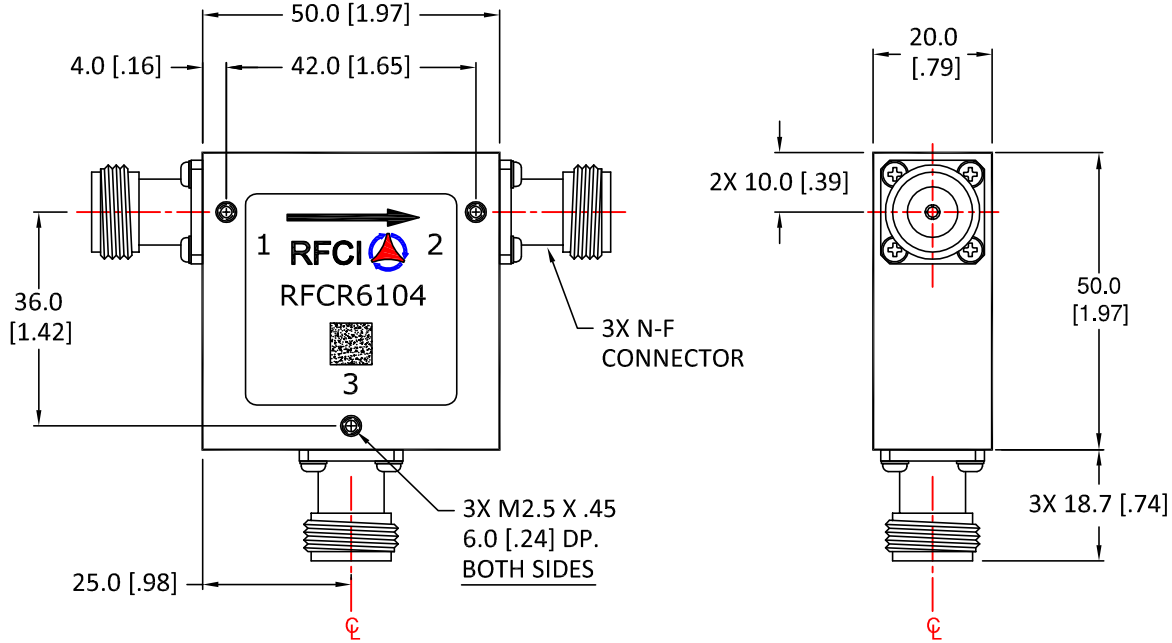 50.0 [1.97]
4.0 [.16]
42.0 [1.65]
20.0
[.79]
2X 10.0 [.39]
1
2
RFCI
RFCR6104
3
36.0
[1.42]
3X N-F
CONNECTOR
50.0
[1.97]
3X M2.5 X .45
6.0 [.24] DP.
BOTH SIDES
3X 18.7 [.74]
25.0 [.98]
℄
℄